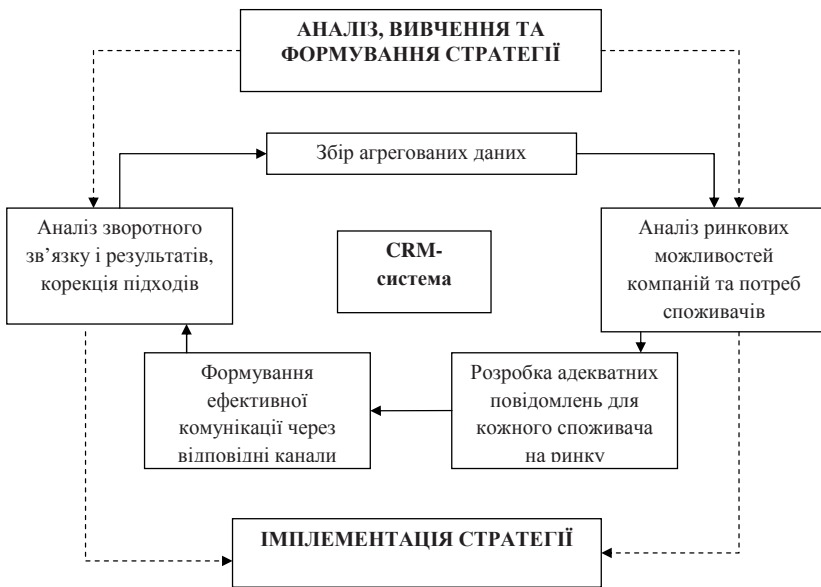 АНАЛІЗ, ВИВЧЕННЯ ТА
ФОРМУВАННЯ СТРАТЕГІЇ
Збір агрегованих даних
Аналіз зворотного
зв’язку і результатів,
корекція підходів
CRM-
система
Аналіз ринкових
можливостей
компаній та потреб
споживачів
Формування
ефективної
комунікації через
відповідні канали
Розробка адекватних
повідомлень для
кожного споживача
на ринку
ІМПЛЕМЕНТАЦІЯ СТРАТЕГІЇ